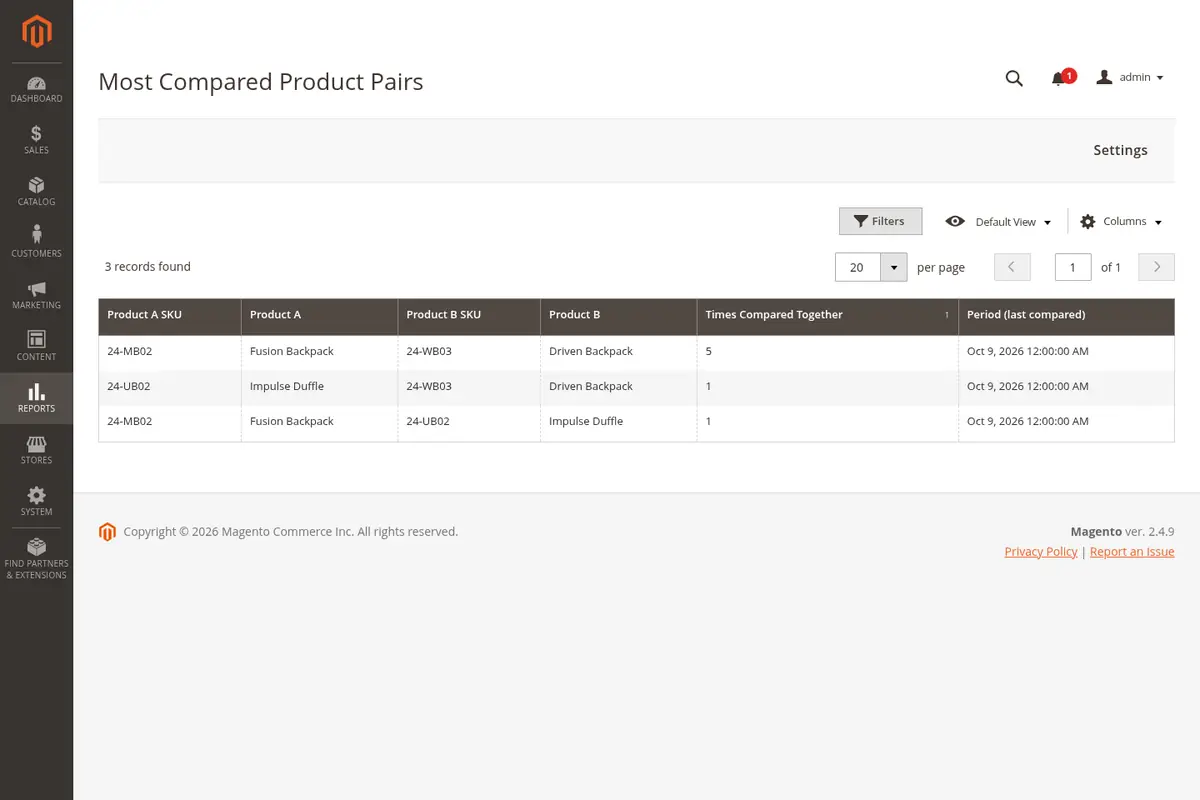 Most Compared Product Pairs
1
admin
DASHBOARD
SALES
CATALOG
CUSTOMERS
MARKETING
CONTENT
REPORTS
STORES
SYSTEM
FIND PARTNERS
& EXTENSIONS
Settings
Filters
Default View
Columns
3 records found
20
per page
1
of 1
Product A SKU Product A Product B SKU Product B Times Compared Together ↑ Period (last compared)
24-MB02 Fusion Backpack 24-WB03 Driven Backpack 5 Oct 9, 2026 12:00:00 AM
24-UB02 Impulse Duffle 24-WB03 Driven Backpack 1 Oct 9, 2026 12:00:00 AM
24-MB02 Fusion Backpack 24-UB02 Impulse Duffle 1 Oct 9, 2026 12:00:00 AM
Copyright © 2026 Magento Commerce Inc. All rights reserved.
Magento ver. 2.4.9
Privacy Policy | Report an Issue